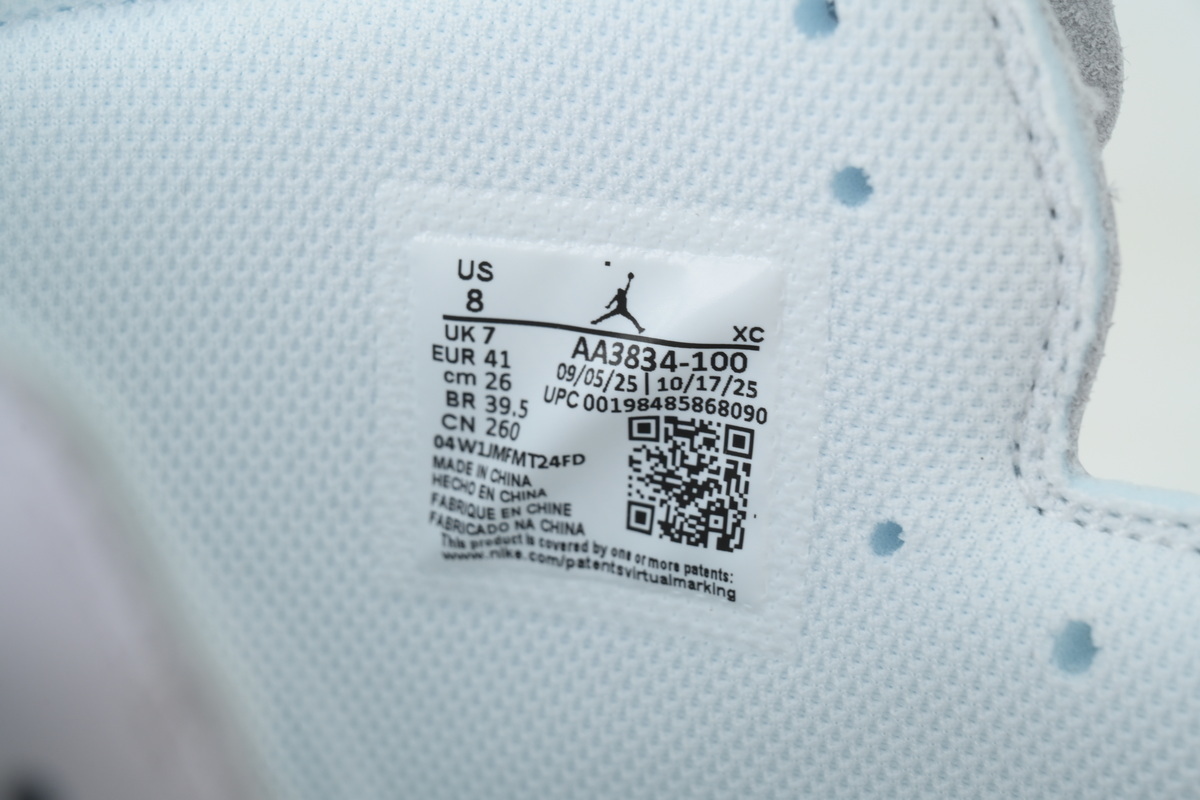 US
8
XC
UK 7
EUR 41
cm 26
BR 39.5
CN 260
AA3834-100
09/05/25 | 10/17/25
UPC 00198485868090
04W1JMFMT24FD
MADE IN CHINA
HECHO EN CHINA
FABRIQUE EN CHINE
FABRICADO NA CHINA
This product is covered by one or more patents:
www.nike.com/patentsvirtualmarking